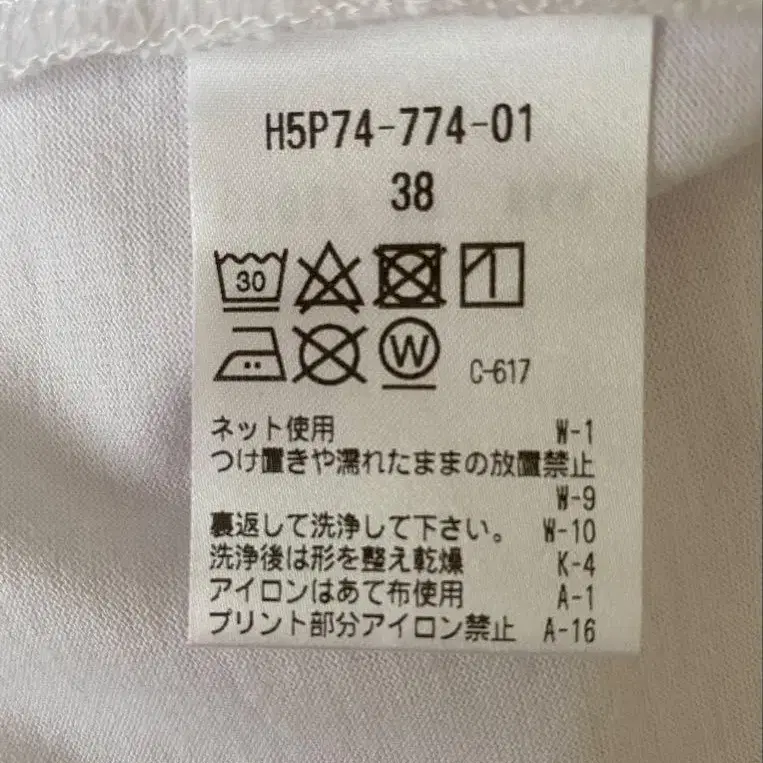 H5P74-774-01
38
30
W C-617
ネット使用 W-1
つけ置きや濡れたままの放置禁止
W-9
裏返して洗浄して下さい。 W-10
洗浄後は形を整え乾燥 K-4
アイロンはあて布使用 A-1
プリント部分アイロン禁止 A-16